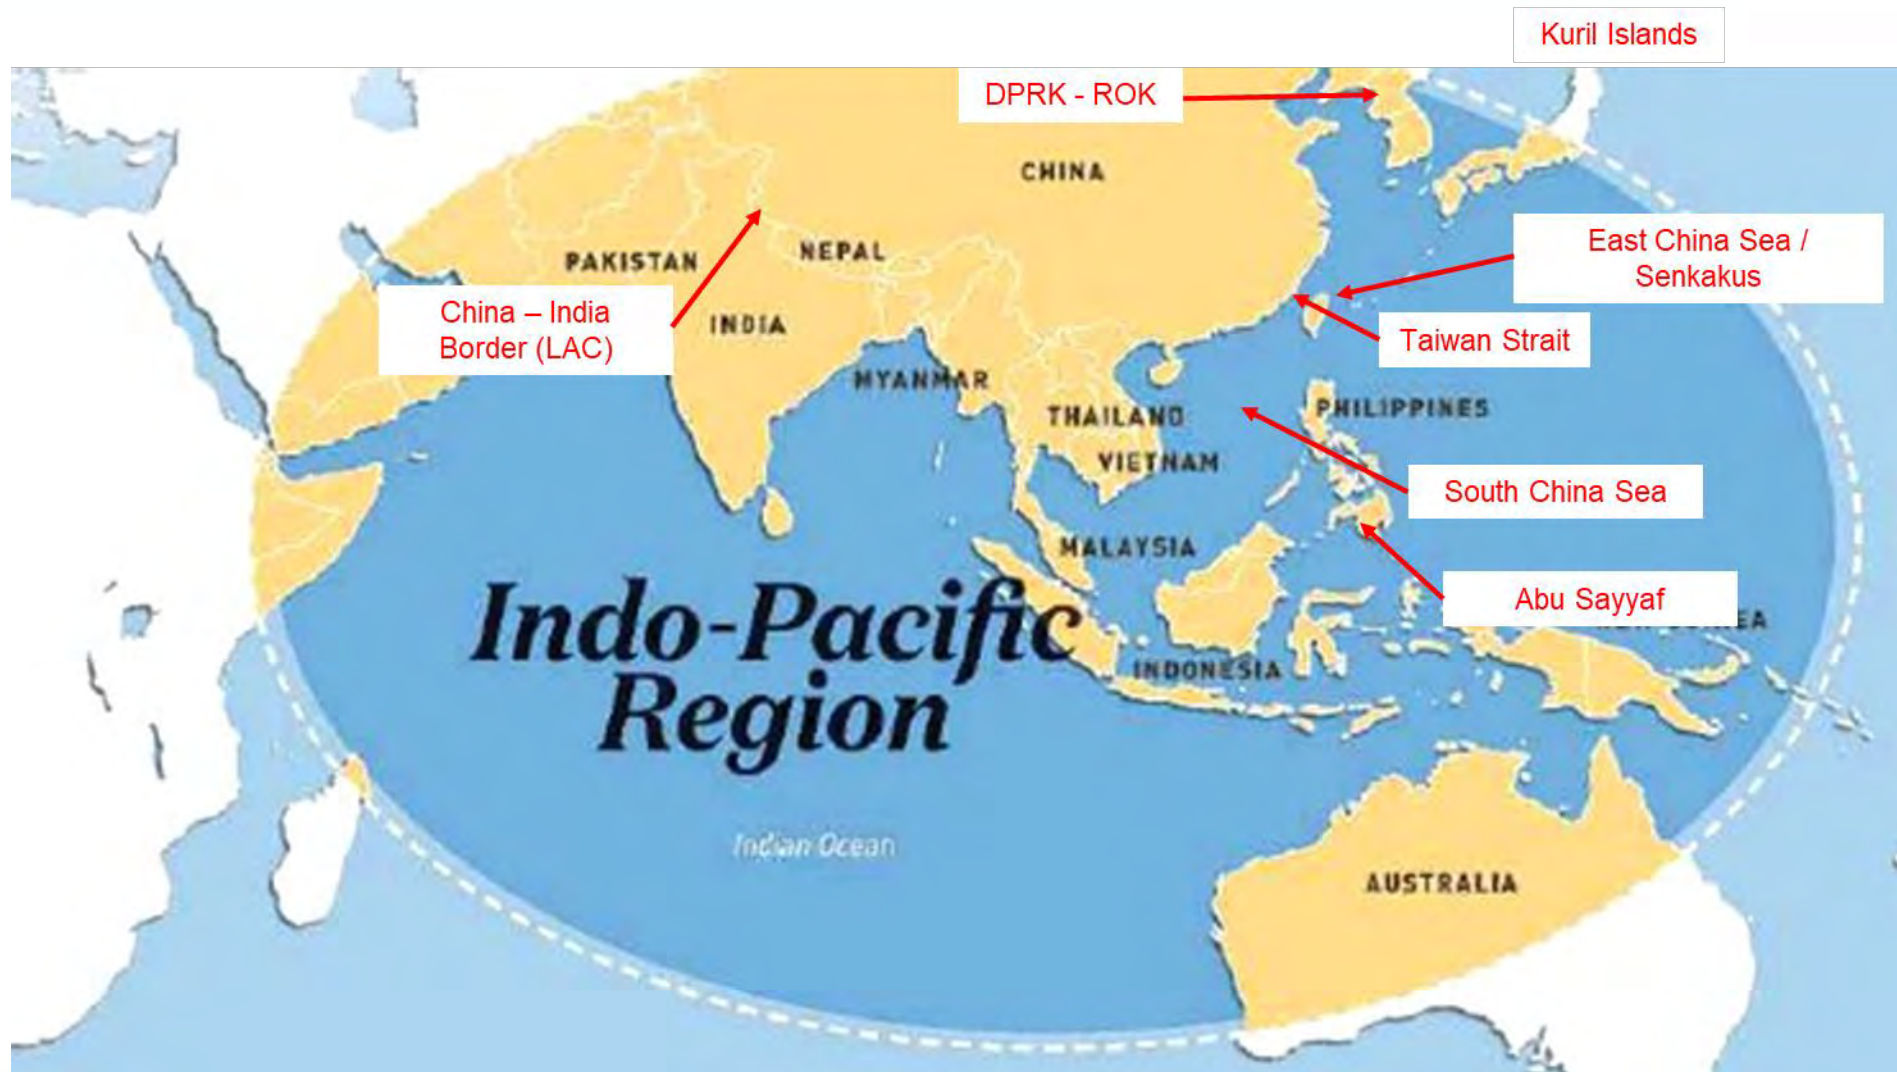 Kuril Islands
DPRK - ROK
CHINA
East China Sea /
Senkakus
PAKISTAN
NEPAL
China – India
Border (LAC)
INDIA
Taiwan Strait
MYANMAR
THAILAND
PHILIPPINES
VIETNAM
South China Sea
MALAYSIA
Abu Sayyaf
Indo-Pacific
Region
INDONESIA
Indian Ocean
AUSTRALIA